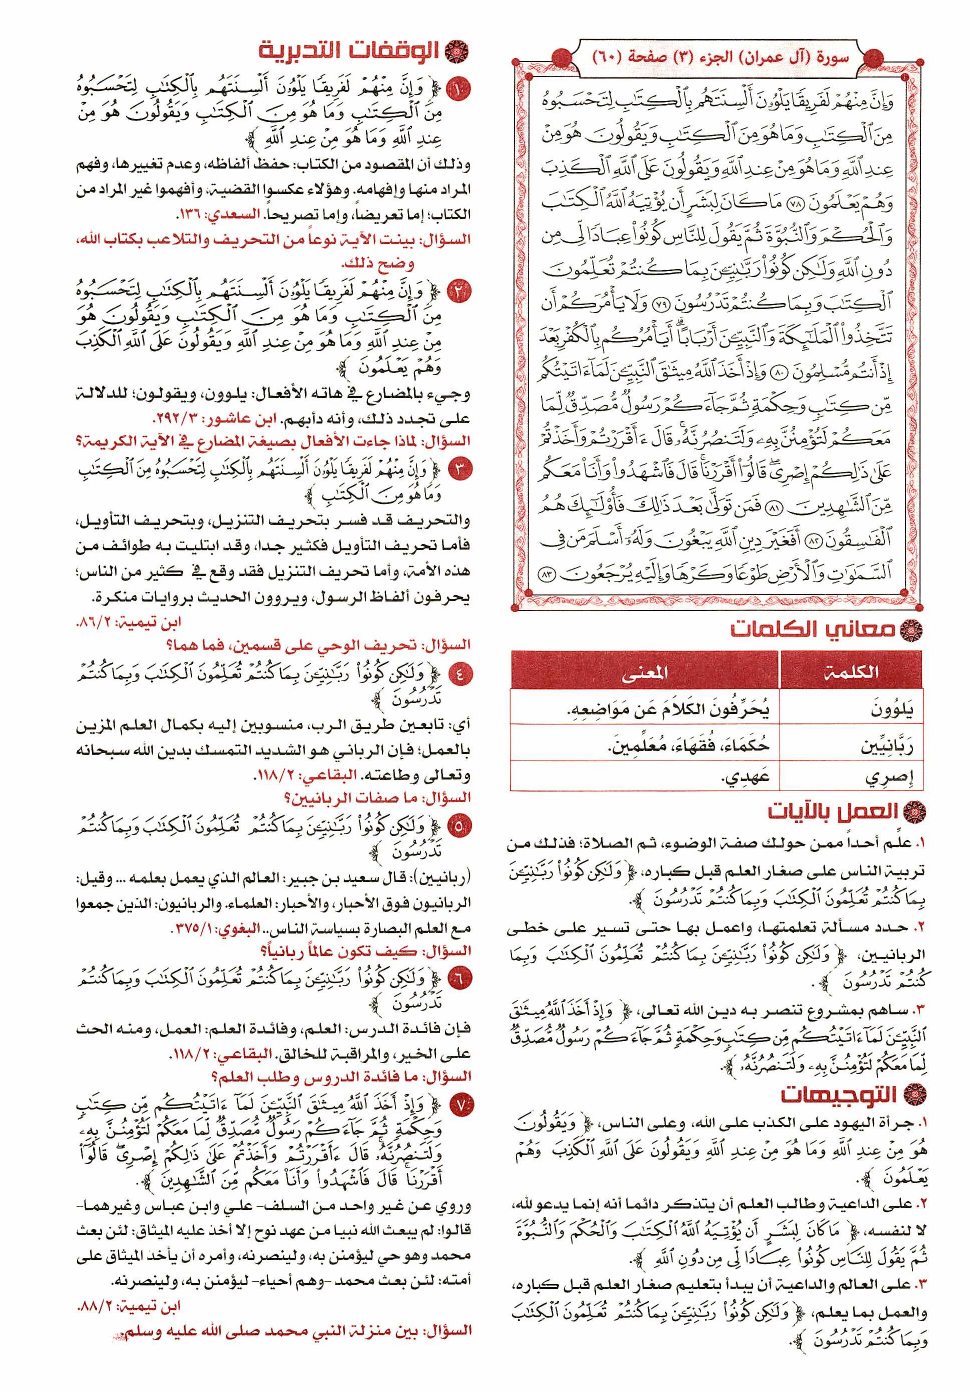 سورة (آل عمران) الجزء (٣) صفحة (٦٠)
وَإِنَّ مِنْهُمْ لَفَرِيقًا يَلْوُۥنَ أَلْسِنَتَهُم بِٱلْكِتَٰبِ لِتَحْسَبُوهُ
مِنَ ٱلْكِتَٰبِ وَمَا هُوَ مِنَ ٱلْكِتَٰبِ وَيَقُولُونَ هُوَ مِنْ
عِندِ ٱللَّهِ وَمَا هُوَ مِنْ عِندِ ٱللَّهِ وَيَقُولُونَ عَلَى ٱللَّهِ ٱلْكَذِبَ
وَهُمْ يَعْلَمُونَ ٧٨ مَا كَانَ لِبَشَرٍ أَن يُؤْتِيَهُ ٱللَّهُ ٱلْكِتَٰبَ
وَٱلْحُكْمَ وَٱلنُّبُوَّةَ ثُمَّ يَقُولَ لِلنَّاسِ كُونُوا۟ عِبَادًا لِّى مِن
دُونِ ٱللَّهِ وَلَٰكِن كُونُوا۟ رَبَّٰنِيِّـۧنَ بِمَا كُنتُمْ تُعَلِّمُونَ
ٱلْكِتَٰبَ وَبِمَا كُنتُمْ تَدْرُسُونَ ٧٩ وَلَا يَأْمُرَكُمْ أَن
تَتَّخِذُوا۟ ٱلْمَلَٰٓئِكَةَ وَٱلنَّبِيِّـۧنَ أَرْبَابًا ۗ أَيَأْمُرُكُم بِٱلْكُفْرِ بَعْدَ
إِذْ أَنتُم مُّسْلِمُونَ ٨٠ وَإِذْ أَخَذَ ٱللَّهُ مِيثَٰقَ ٱلنَّبِيِّـۧنَ لَمَآ ءَاتَيْتُكُم
مِّن كِتَٰبٍ وَحِكْمَةٍ ثُمَّ جَآءَكُمْ رَسُولٌ مُّصَدِّقٌ لِّمَا
مَعَكُمْ لَتُؤْمِنُنَّ بِهِۦ وَلَتَنصُرُنَّهُۥ ۚ قَالَ ءَأَقْرَرْتُمْ وَأَخَذْتُمْ
عَلَىٰ ذَٰلِكُمْ إِصْرِى ۖ قَالُوٓا۟ أَقْرَرْنَا ۚ قَالَ فَٱشْهَدُوا۟ وَأَنَا۠ مَعَكُم
مِّنَ ٱلشَّٰهِدِينَ ٨١ فَمَن تَوَلَّىٰ بَعْدَ ذَٰلِكَ فَأُو۟لَٰٓئِكَ هُمُ
ٱلْفَٰسِقُونَ ٨٢ أَفَغَيْرَ دِينِ ٱللَّهِ يَبْغُونَ وَلَهُۥٓ أَسْلَمَ مَن فِى
ٱلسَّمَٰوَٰتِ وَٱلْأَرْضِ طَوْعًا وَكَرْهًا وَإِلَيْهِ يُرْجَعُونَ ٨٣
معاني الكلمات
الكلمة المعنى
يَلوُونَ يُحَرِّفُونَ الكَلَامَ عَن مَوَاضِعِهِ.
رَبَّانِيِّين حُكَمَاءَ، فُقَهَاءَ، مُعَلِّمِينَ.
إِصرِي عَهدِي.
العمل بالآيات
١. علّم أحداً ممن حولك صفة الوضوء، ثم الصلاة؛ فذلك من
تربية الناس على صغار العلم قبل كباره، ﴿ وَلَٰكِن كُونُوا۟ رَبَّٰنِيِّـۧنَ
بِمَا كُنتُمْ تُعَلِّمُونَ ٱلْكِتَٰبَ وَبِمَا كُنتُمْ تَدْرُسُونَ ﴾.
٢. حدد مسألة تعلمتها، واعمل بها حتى تسير على خطى
الربانيين، ﴿ وَلَٰكِن كُونُوا۟ رَبَّٰنِيِّـۧنَ بِمَا كُنتُمْ تُعَلِّمُونَ ٱلْكِتَٰبَ وَبِمَا
كُنتُمْ تَدْرُسُونَ ﴾.
٣. ساهم بمشروع تنصر به دين الله تعالى، ﴿ وَإِذْ أَخَذَ ٱللَّهُ مِيثَٰقَ
ٱلنَّبِيِّـۧنَ لَمَآ ءَاتَيْتُكُم مِّن كِتَٰبٍ وَحِكْمَةٍ ثُمَّ جَآءَكُمْ رَسُولٌ مُّصَدِّقٌ
لِّمَا مَعَكُمْ لَتُؤْمِنُنَّ بِهِۦ وَلَتَنصُرُنَّهُۥ ﴾.
التوجيهات
١. جرأة اليهود على الكذب على الله، وعلى الناس، ﴿ وَيَقُولُونَ
هُوَ مِنْ عِندِ ٱللَّهِ وَمَا هُوَ مِنْ عِندِ ٱللَّهِ وَيَقُولُونَ عَلَى ٱللَّهِ ٱلْكَذِبَ وَهُمْ
يَعْلَمُونَ ﴾.
٢. على الداعية وطالب العلم أن يتذكر دائما أنه إنما يدعو لله،
لا لنفسه، ﴿ مَا كَانَ لِبَشَرٍ أَن يُؤْتِيَهُ ٱللَّهُ ٱلْكِتَٰبَ وَٱلْحُكْمَ وَٱلنُّبُوَّةَ
ثُمَّ يَقُولَ لِلنَّاسِ كُونُوا۟ عِبَادًا لِّى مِن دُونِ ٱللَّهِ ﴾.
٣. على العالم والداعية أن يبدأ بتعليم صغار العلم قبل كباره،
والعمل بما يعلم، ﴿ وَلَٰكِن كُونُوا۟ رَبَّٰنِيِّـۧنَ بِمَا كُنتُمْ تُعَلِّمُونَ ٱلْكِتَٰبَ
وَبِمَا كُنتُمْ تَدْرُسُونَ ﴾.
الوقفات التدبرية
١ ﴿ وَإِنَّ مِنْهُمْ لَفَرِيقًا يَلْوُۥنَ أَلْسِنَتَهُم بِٱلْكِتَٰبِ لِتَحْسَبُوهُ
مِنَ ٱلْكِتَٰبِ وَمَا هُوَ مِنَ ٱلْكِتَٰبِ وَيَقُولُونَ هُوَ مِنْ
عِندِ ٱللَّهِ وَمَا هُوَ مِنْ عِندِ ٱللَّهِ ﴾
وذلك أن المقصود من الكتاب: حفظ ألفاظه، وعدم تغييرها، وفهم
المراد منها وإفهامه. وهؤلاء عكسوا القضية، وأفهموا غير المراد من
الكتاب؛ إما تعريضاً، وإما تصريحاً. السعدي: ١٣٦.
السؤال: بينت الآية نوعاً من التحريف والتلاعب بكتاب الله،
وضح ذلك.
٢ ﴿ وَإِنَّ مِنْهُمْ لَفَرِيقًا يَلْوُۥنَ أَلْسِنَتَهُم بِٱلْكِتَٰبِ لِتَحْسَبُوهُ
مِنَ ٱلْكِتَٰبِ وَمَا هُوَ مِنَ ٱلْكِتَٰبِ وَيَقُولُونَ هُوَ
مِنْ عِندِ ٱللَّهِ وَمَا هُوَ مِنْ عِندِ ٱللَّهِ وَيَقُولُونَ عَلَى ٱللَّهِ ٱلْكَذِبَ
وَهُمْ يَعْلَمُونَ ﴾
وجيء بالمضارع في هاته الأفعال: يلوون، ويقولون؛ للدلالة
على تجدد ذلك، وأنه دأبهم. ابن عاشور: ٢٩٢/٣.
السؤال: لماذا جاءت الأفعال بصيغة المضارع في الآية الكريمة؟
٣ ﴿ وَإِنَّ مِنْهُمْ لَفَرِيقًا يَلْوُۥنَ أَلْسِنَتَهُم بِٱلْكِتَٰبِ لِتَحْسَبُوهُ مِنَ ٱلْكِتَٰبِ
وَمَا هُوَ مِنَ ٱلْكِتَٰبِ ﴾
والتحريف قد فسر بتحريف التنزيل، وبتحريف التأويل،
فأما تحريف التأويل فكثير جدا، وقد ابتليت به طوائف من
هذه الأمة، وأما تحريف التنزيل فقد وقع في كثير من الناس؛
يحرفون ألفاظ الرسول، ويروون الحديث بروايات منكرة.
ابن تيمية: ٨٦/٢.
السؤال: تحريف الوحي على قسمين، فما هما؟
٤ ﴿ وَلَٰكِن كُونُوا۟ رَبَّٰنِيِّـۧنَ بِمَا كُنتُمْ تُعَلِّمُونَ ٱلْكِتَٰبَ وَبِمَا كُنتُمْ
تَدْرُسُونَ ﴾
أي: تابعين طريق الرب، منسوبين إليه بكمال العلم المزين
بالعمل؛ فإن الرباني هو الشديد التمسك بدين الله سبحانه
وتعالى وطاعته. البقاعي: ١١٨/٢.
السؤال: ما صفات الربانيين؟
٥ ﴿ وَلَٰكِن كُونُوا۟ رَبَّٰنِيِّـۧنَ بِمَا كُنتُمْ تُعَلِّمُونَ ٱلْكِتَٰبَ وَبِمَا كُنتُمْ
تَدْرُسُونَ ﴾
(ربانيين): قال سعيد بن جبير: العالم الذي يعمل بعلمه ... وقيل:
الربانيون فوق الأحبار، والأحبار: العلماء. والربانيون: الذين جمعوا
مع العلم البصارة بسياسة الناس.. البغوي: ٣٧٥/١.
السؤال: كيف تكون عالماً ربانياً؟
٦ ﴿ وَلَٰكِن كُونُوا۟ رَبَّٰنِيِّـۧنَ بِمَا كُنتُمْ تُعَلِّمُونَ ٱلْكِتَٰبَ وَبِمَا كُنتُمْ
تَدْرُسُونَ ﴾
فإن فائدة الدرس: العلم، وفائدة العلم: العمل، ومنه الحث
على الخير، والمراقبة للخالق. البقاعي: ١١٨/٢.
السؤال: ما فائدة الدروس وطلب العلم؟
٧ ﴿ وَإِذْ أَخَذَ ٱللَّهُ مِيثَٰقَ ٱلنَّبِيِّـۧنَ لَمَآ ءَاتَيْتُكُم مِّن كِتَٰبٍ
وَحِكْمَةٍ ثُمَّ جَآءَكُمْ رَسُولٌ مُّصَدِّقٌ لِّمَا مَعَكُمْ لَتُؤْمِنُنَّ بِهِۦ
وَلَتَنصُرُنَّهُۥ ۚ قَالَ ءَأَقْرَرْتُمْ وَأَخَذْتُمْ عَلَىٰ ذَٰلِكُمْ إِصْرِى ۖ قَالُوٓا۟
أَقْرَرْنَا ۚ قَالَ فَٱشْهَدُوا۟ وَأَنَا۠ مَعَكُم مِّنَ ٱلشَّٰهِدِينَ ﴾.
وروي عن غير واحد من السلف- علي وابن عباس وغيرهما-
قالوا: لم يبعث الله نبيا من عهد نوح إلا أخذ عليه الميثاق: لئن بعث
محمد وهو حي ليؤمنن به، ولينصرنه، وأمره أن يأخذ الميثاق على
أمته: لئن بعث محمد -وهم أحياء- ليؤمنن به، ولينصرنه.
ابن تيمية: ٨٨/٢.
السؤال: بين منزلة النبي محمد صلى الله عليه وسلم.